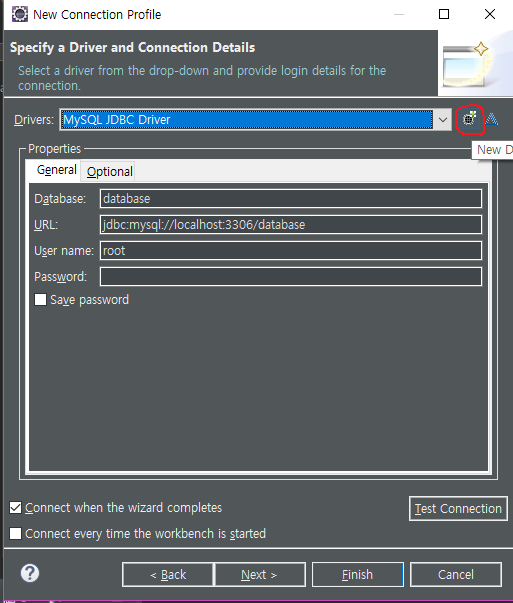 New Connection Profile
Specify a Driver and Connection Details
Select a driver from the drop-down and provide login details for the
connection.
Drivers: MySQL JDBC Driver
New D
Properties
General Optional
Database: database
URL: jdbc:mysql://localhost:3306/database
User name: root
Password:
Save password
Connect when the wizard completes
Test Connection
Connect every time the workbench is started
? < Back Next > Finish Cancel